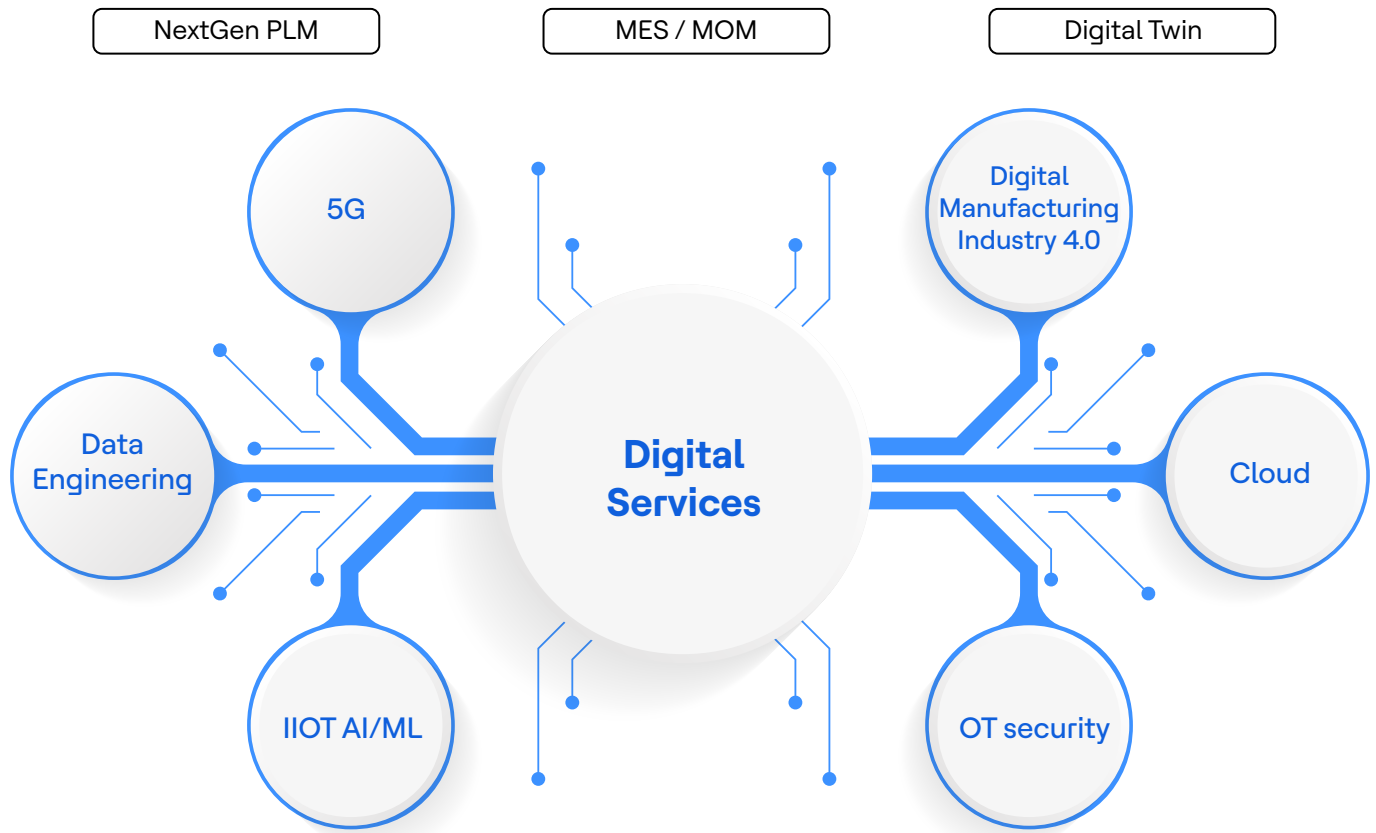 NextGen PLM
MES / MOM
Digital Twin
5G
Digital
Manufacturing
Industry 4.0
Data
Engineering
Digital
Services
Cloud
IIOT AI/ML
OT security